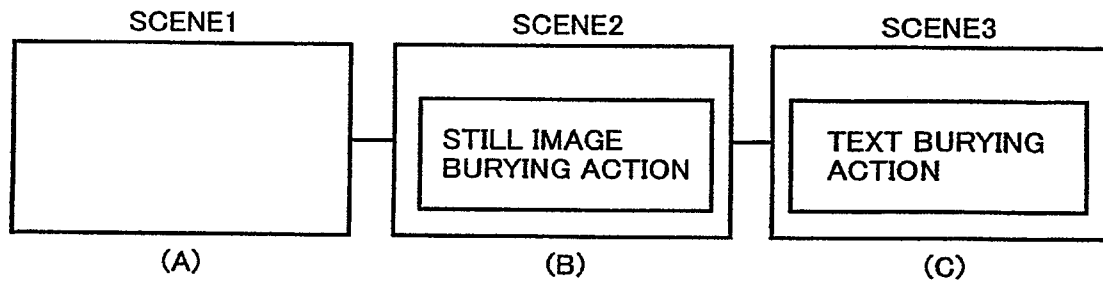 SCENE1
SCENE2
SCENE3
STILL IMAGE
BURYING ACTION
TEXT BURYING
ACTION
(A)
(B)
(C)